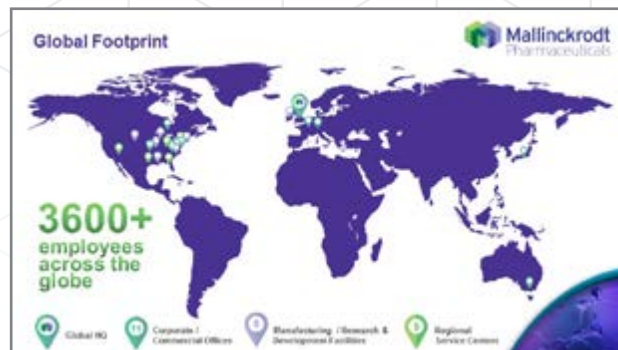 Global Footprint
Mallinckrodt
Pharmaceuticals
3600+
employees
across the
globe
Global HQ
Corporate /
Commercial Offices
Manufacturing / Research &
Development Facilities
Regional
Service Centers